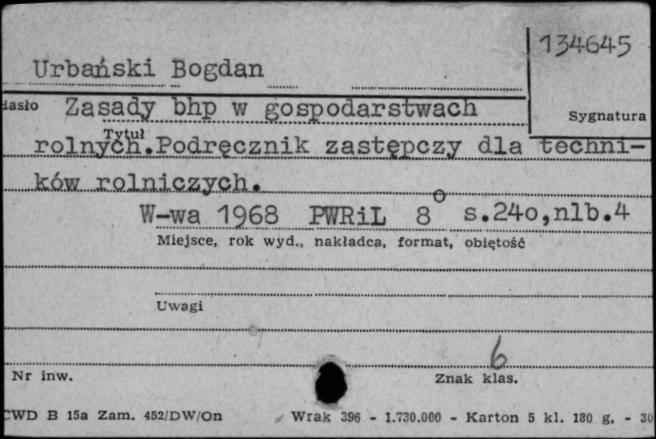 134645
Urbański Bogdan
Hasło Zasady bhp w gospodarstwach
Sygnatura
Tytuł
rolnych. Podręcznik zastępczy dla techni-
ków rolniczych.
W-wa 1968 PWRiL 8° s.24o,nlb.4
Miejsce, rok wyd., nakładca, format, objętość
Uwagi
6
Nr inw.
Znak klas.
CWD B 15a Zam. 452/DW/On Wrak 396 - 1.730.000 - Karton 5 kl. 180 g. - 30